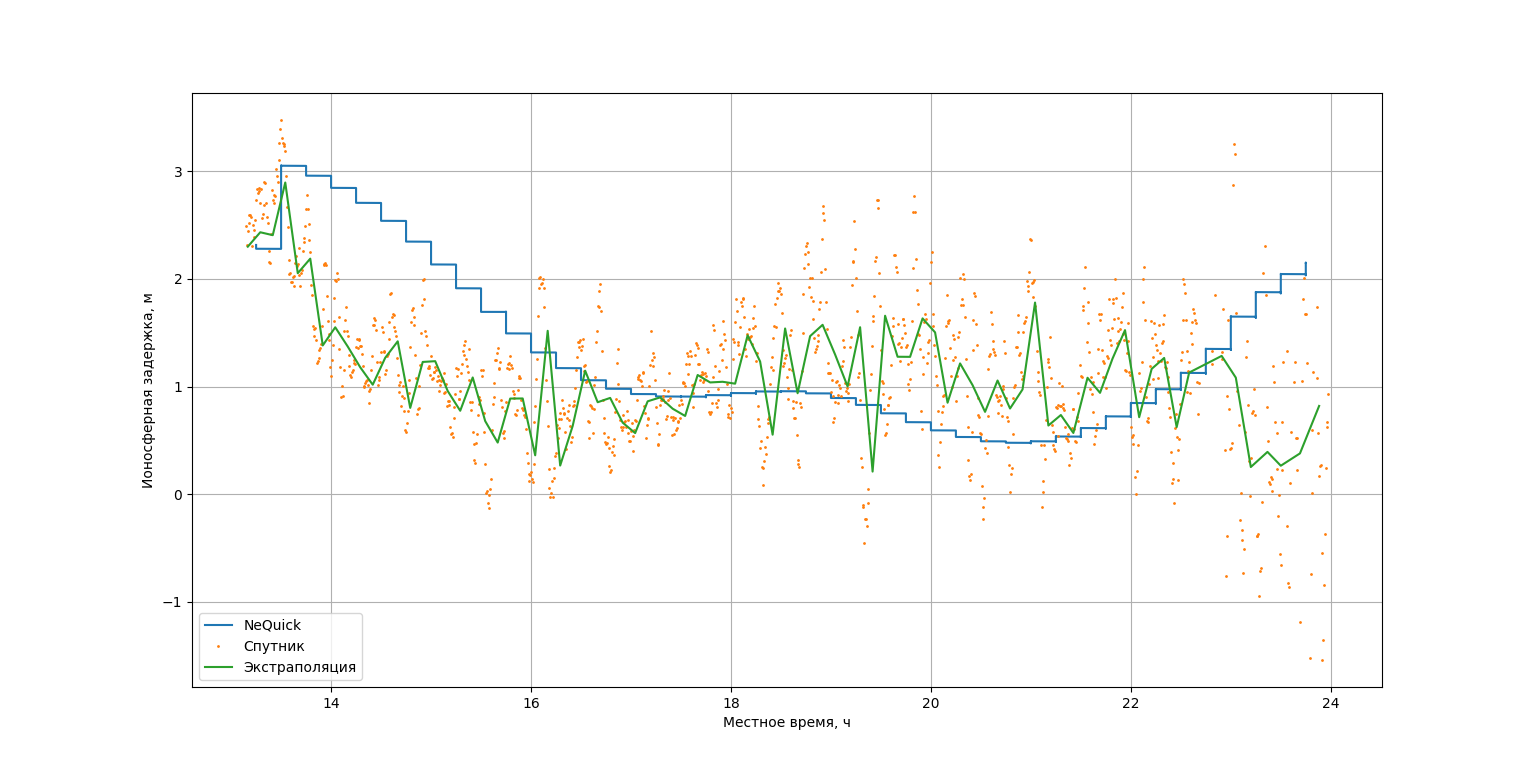 3
2
1
0
−1
Ионосферная задержка, м
NeQuick
Спутник
Экстраполяция
14 16 18 20 22 24
Местное время, ч